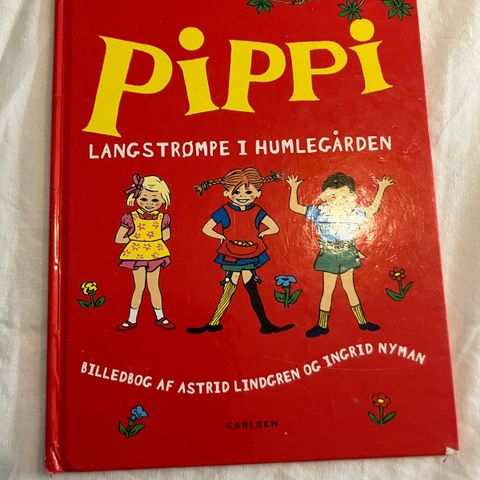 PiPPi
LANGSTRØMPE I HUMLEGÅRDEN
BILLEDBOG AF ASTRID LINDGREN OG INGRID NYMAN
CARLSEN